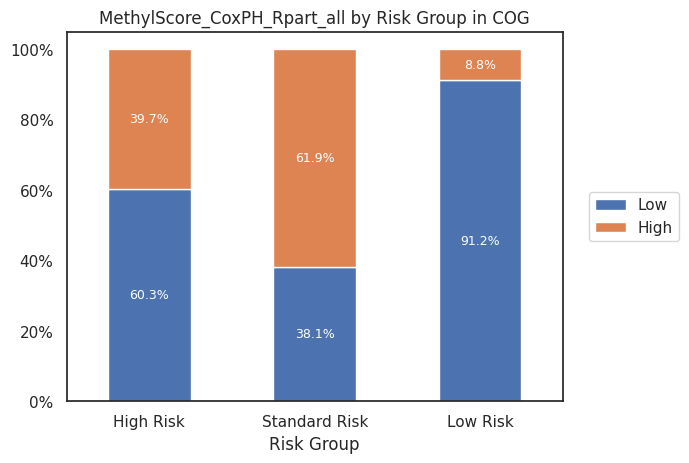 MethylScore_CoxPH_Rpart_all by Risk Group in COG
100%
80%
60%
40%
20%
0%
39.7%
60.3%
61.9%
38.1%
8.8%
91.2%
High Risk
Standard Risk
Low Risk
Risk Group
Low
High